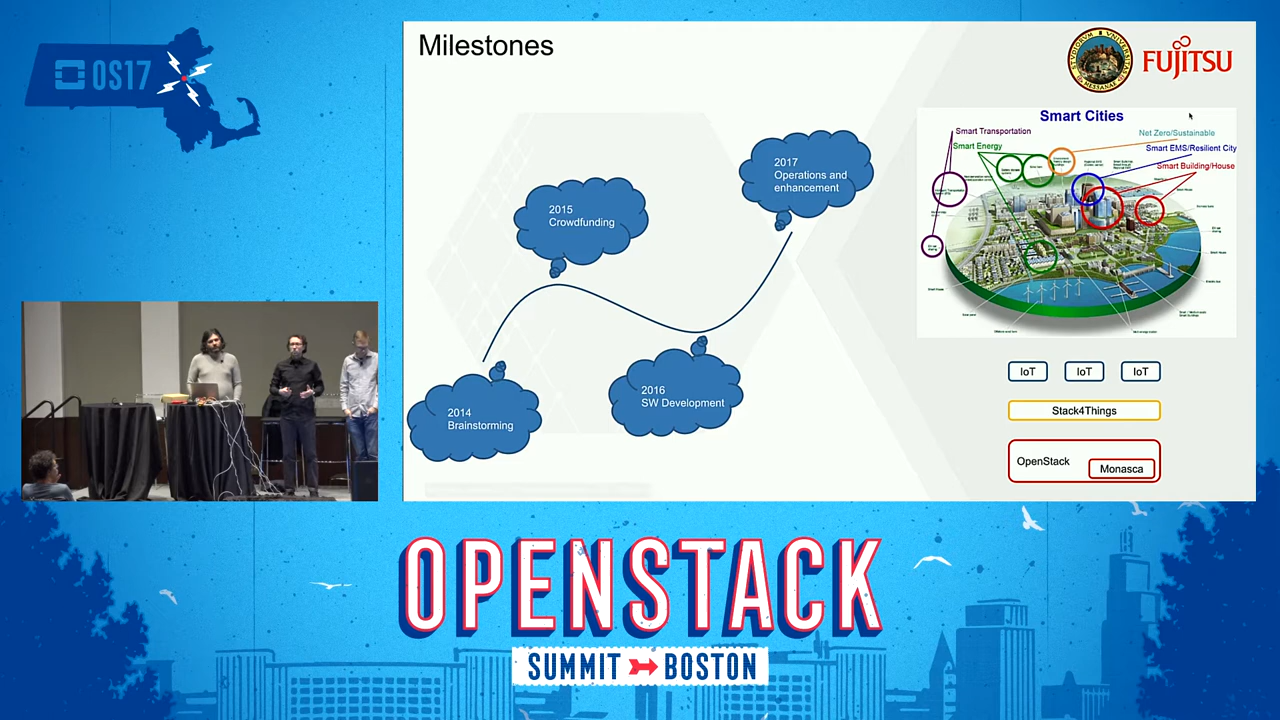 OS17
Milestones
FUJITSU
Smart Cities
Smart Transportation
Net Zero/Sustainable
Smart Energy
Smart EMS/Resilient City
Smart Building/House
2017
Operations and
enhancement
2015
Crowdfunding
2016
SW Development
2014
Brainstorming
IoT
IoT
IoT
Stack4Things
OpenStack
Monasca
OPENSTACK
SUMMIT BOSTON